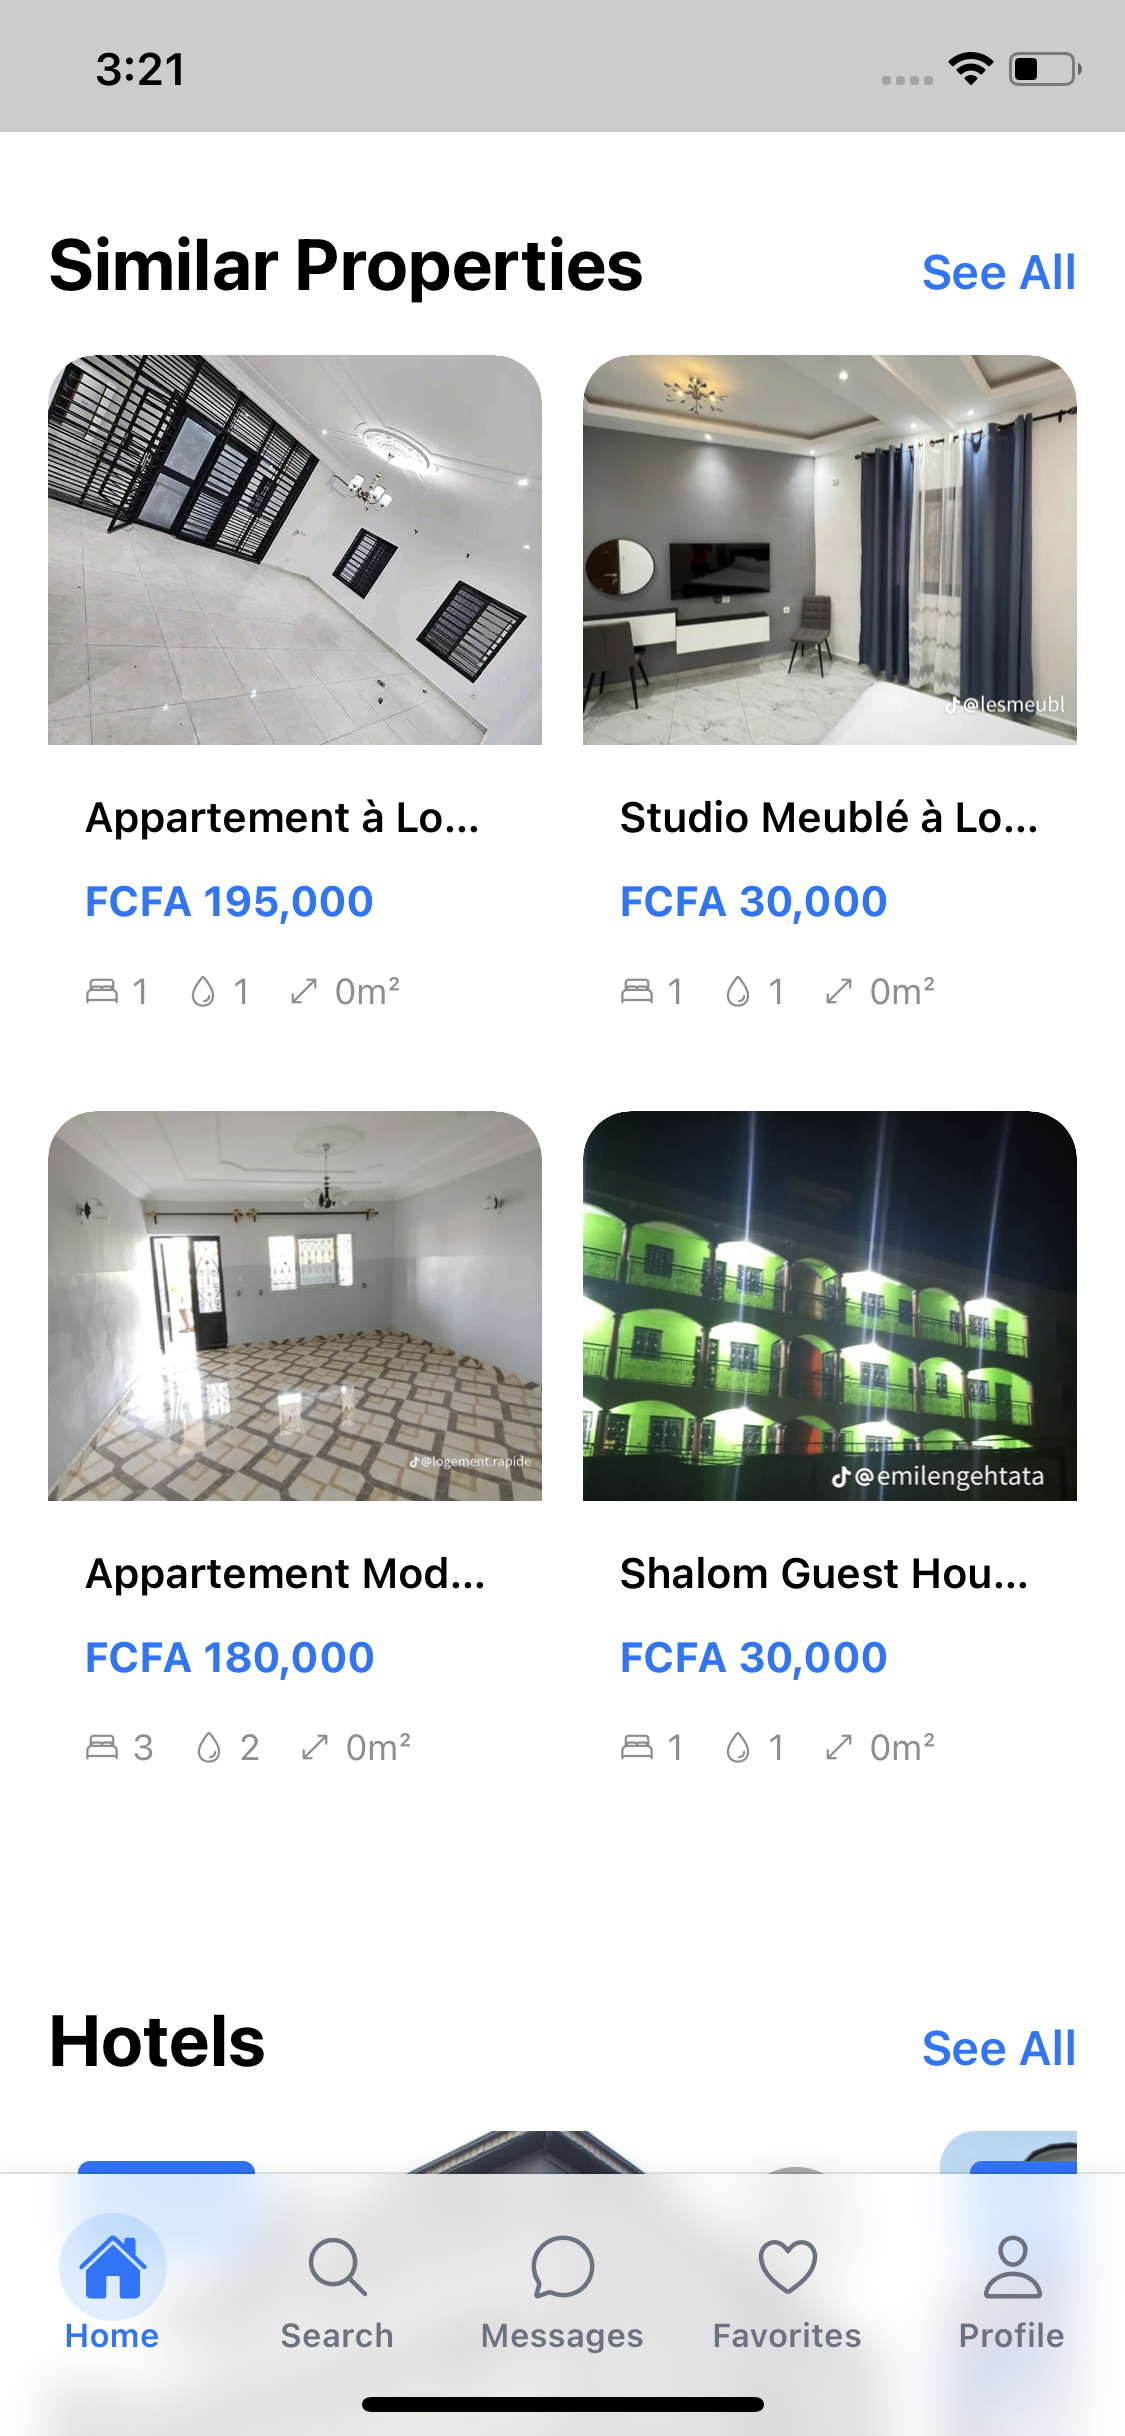 3:21
Similar Properties
See All
@lesmeubl
Appartement à Lo...
Studio Meublé à Lo...
FCFA 195,000
FCFA 30,000
1 1 0m²
1 1 0m²
@logement.rapide
@emilengehtata
Appartement Mod...
Shalom Guest Hou...
FCFA 180,000
FCFA 30,000
3 2 0m²
1 1 0m²
Hotels
See All
Home
Search
Messages
Favorites
Profile